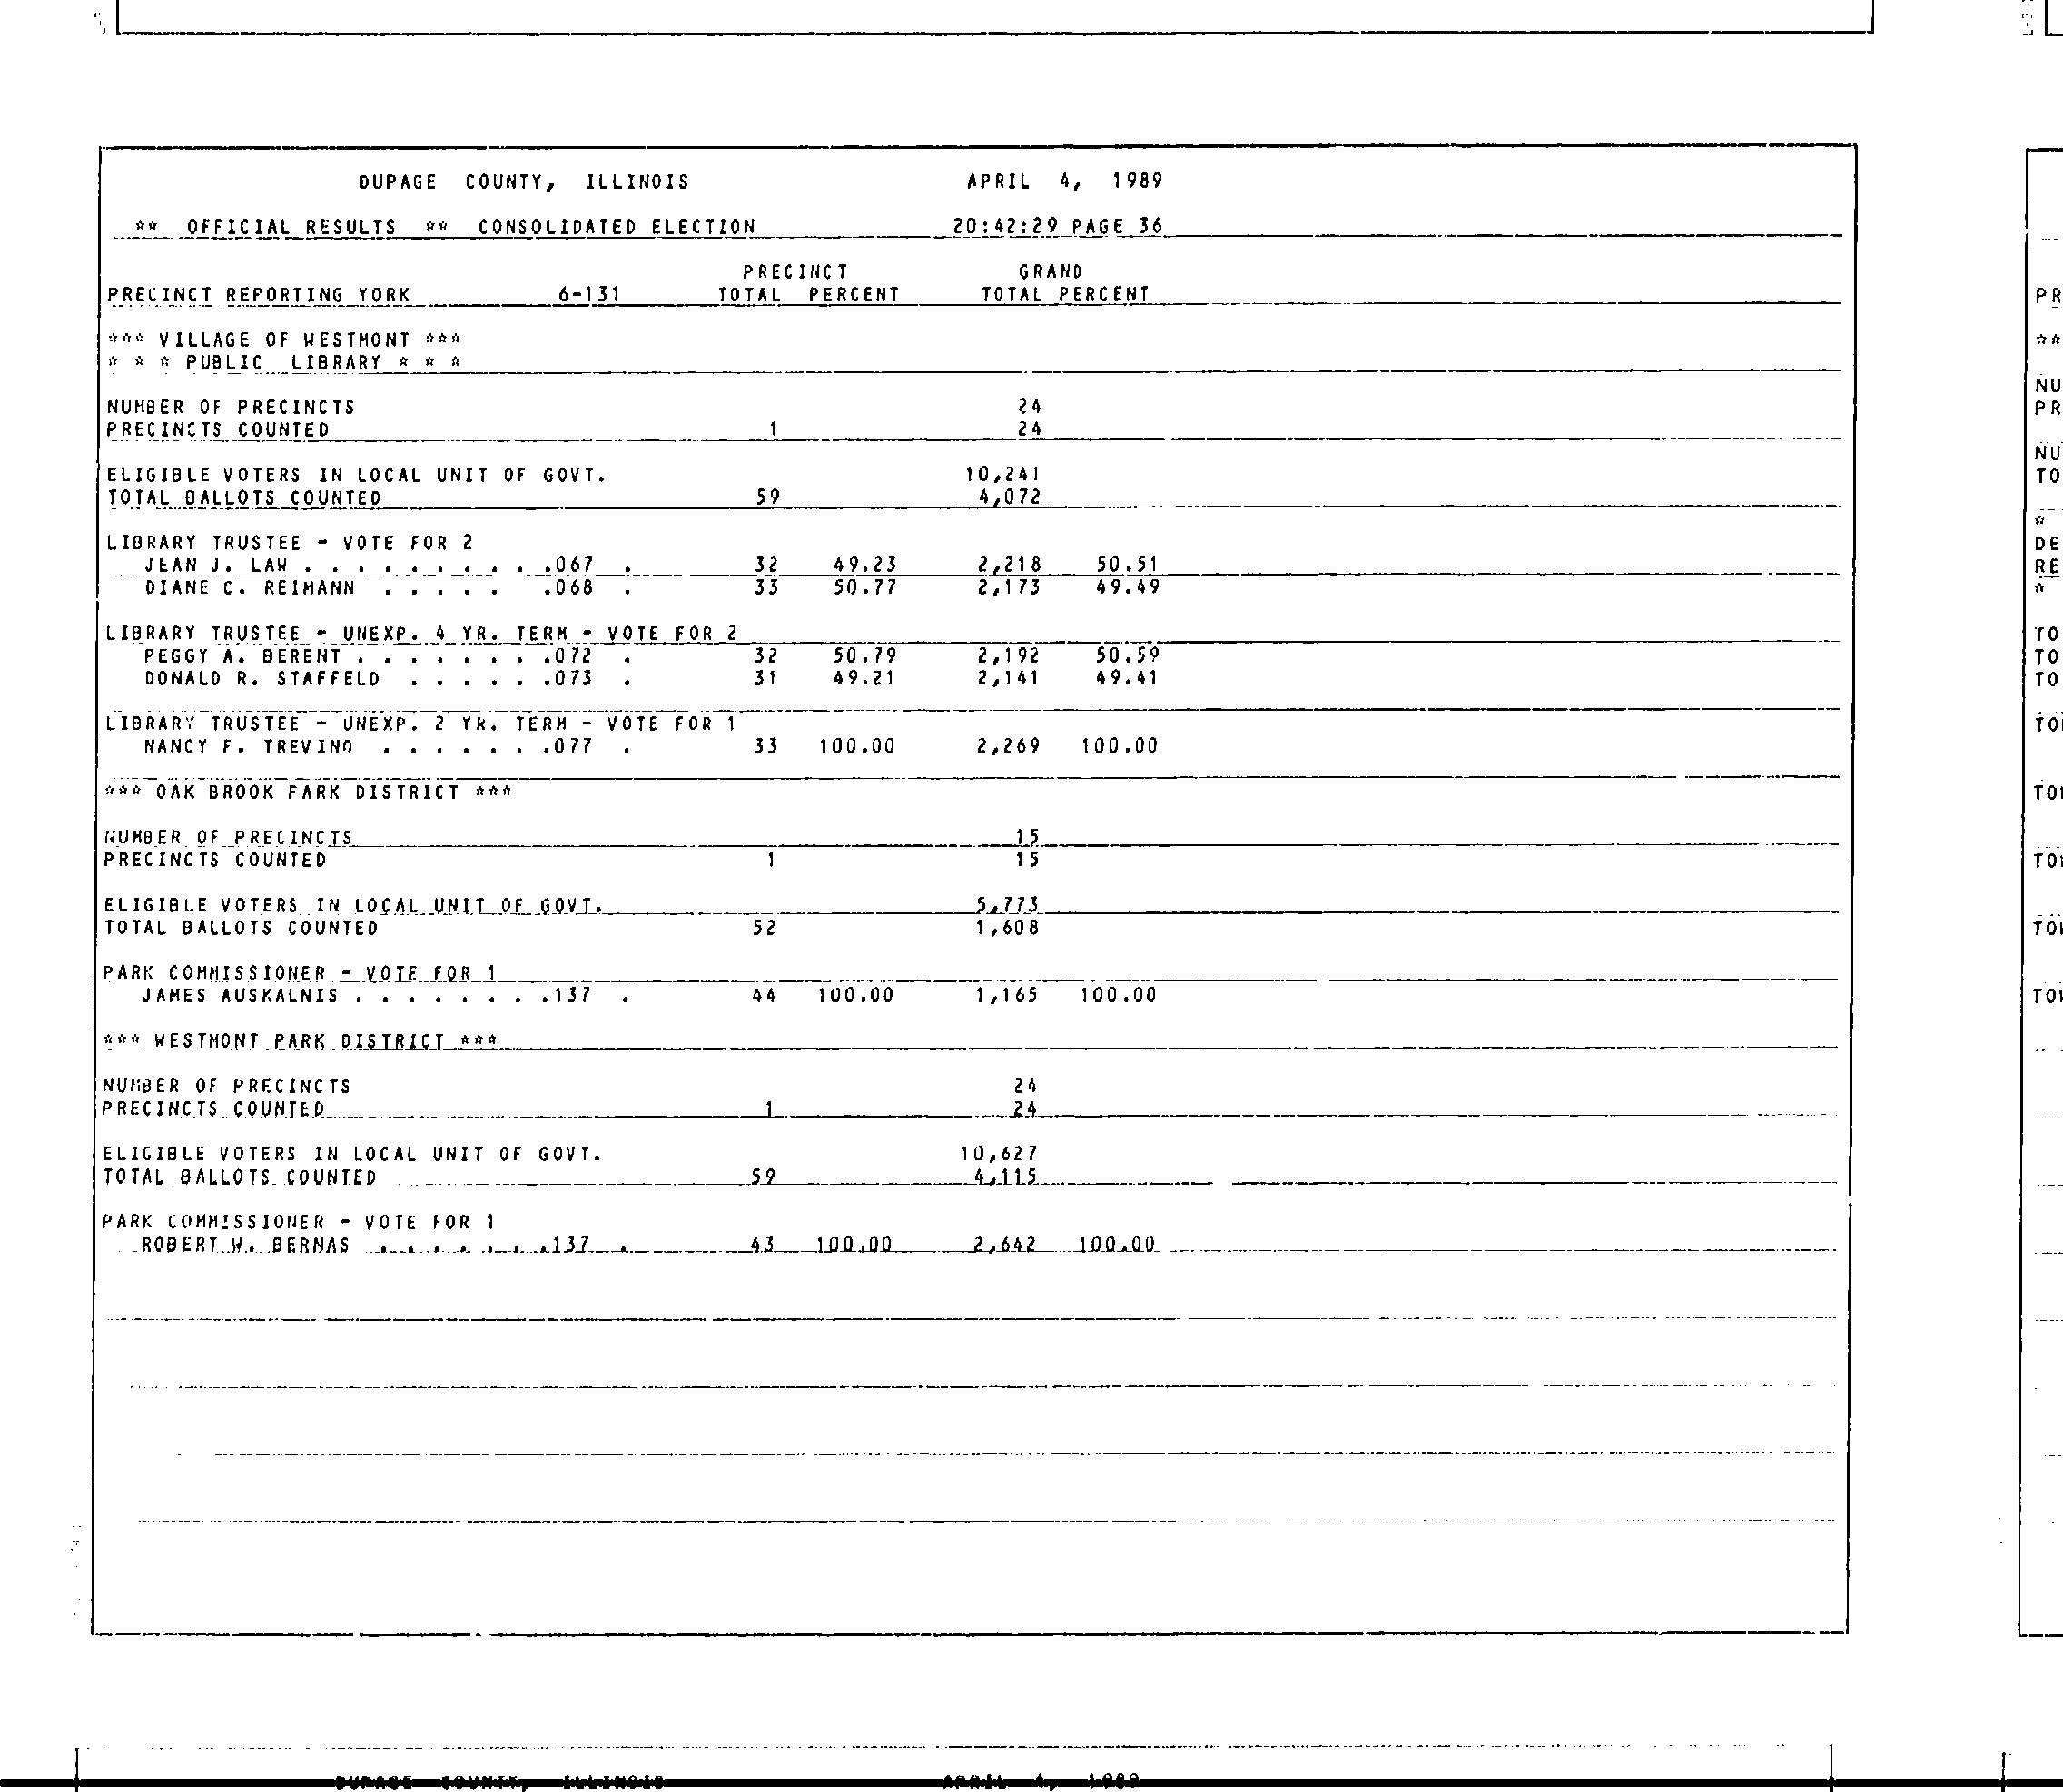 DUPAGE COUNTY, ILLINOIS APRIL 4, 1989
** OFFICIAL RESULTS ** CONSOLIDATED ELECTION 20:42:29 PAGE 36
PRECINCT GRAND
PRECINCT REPORTING YORK 6-131 TOTAL PERCENT TOTAL PERCENT
*** VILLAGE OF WESTMONT ***
* * * PUBLIC LIBRARY * * *
NUMBER OF PRECINCTS 24
PRECINCTS COUNTED 1 24
ELIGIBLE VOTERS IN LOCAL UNIT OF GOVT. 10,241
TOTAL BALLOTS COUNTED 59 4,072
LIBRARY TRUSTEE - VOTE FOR 2
JEAN J. LAW . . . . . . . . . .067 . 32 49.23 2,218 50.51
DIANE C. REIMANN . . . . . .068 . 33 50.77 2,173 49.49
LIBRARY TRUSTEE - UNEXP. 4 YR. TERM - VOTE FOR 2
PEGGY A. BERENT . . . . . . . .072 . 32 50.79 2,192 50.59
DONALD R. STAFFELD . . . . . .073 . 31 49.21 2,141 49.41
LIBRARY TRUSTEE - UNEXP. 2 YR. TERM - VOTE FOR 1
NANCY F. TREVINO . . . . . . .077 . 33 100.00 2,269 100.00
*** OAK BROOK PARK DISTRICT ***
NUMBER OF PRECINCTS 15
PRECINCTS COUNTED 1 15
ELIGIBLE VOTERS IN LOCAL UNIT OF GOVT. 5,773
TOTAL BALLOTS COUNTED 52 1,608
PARK COMMISSIONER - VOTE FOR 1
JAMES AUSKALNIS . . . . . . . .137 . 44 100.00 1,165 100.00
*** WESTMONT PARK DISTRICT ***
NUMBER OF PRECINCTS 24
PRECINCTS COUNTED 1 24
ELIGIBLE VOTERS IN LOCAL UNIT OF GOVT. 10,627
TOTAL BALLOTS COUNTED 59 4,115
PARK COMMISSIONER - VOTE FOR 1
ROBERT W. BERNAS . . . . . . .137 . 43 100.00 2,642 100.00
PR
**
NU
PR
NU
TO
*
DE
RE
*
TO
TO
TO
TO
TO
TO
TOW
TOW
DUPAGE COUNTY, ILLINOIS APRIL 4, 1989